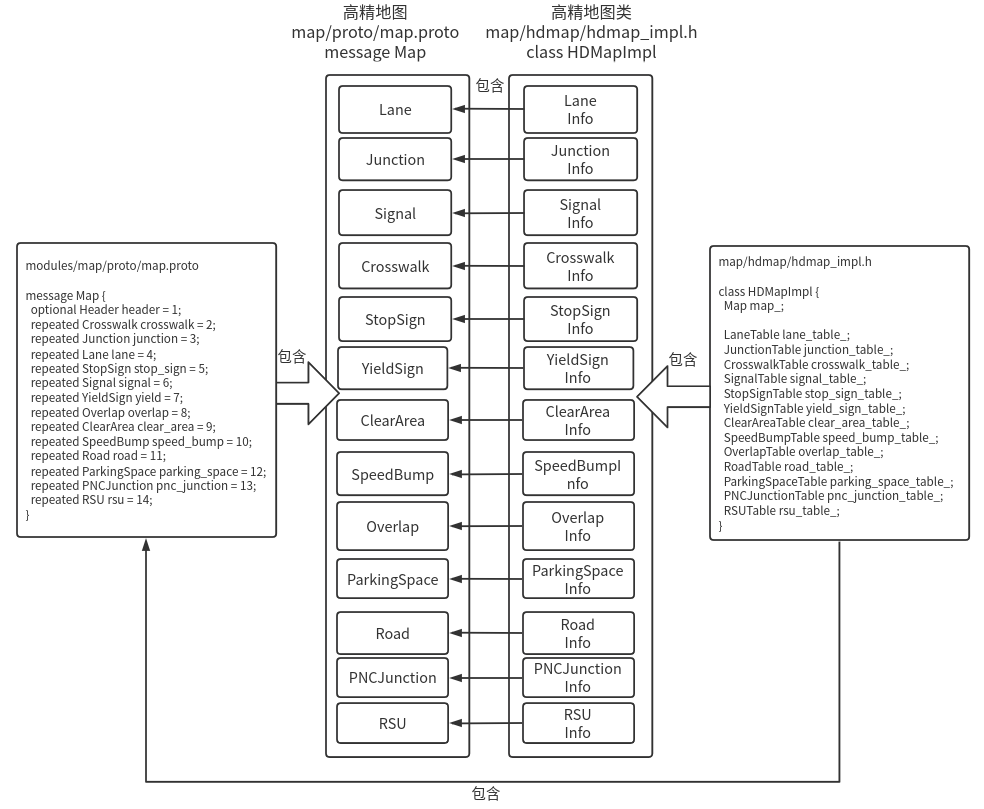 高精地图
map/proto/map.proto
message Map
高精地图类
map/hdmap/hdmap_impl.h
class HDMapImpl
包含
Lane
Junction
Signal
Crosswalk
StopSign
YieldSign
ClearArea
SpeedBump
Overlap
ParkingSpace
Road
PNCJunction
RSU
Lane
Info
Junction
Info
Signal
Info
Crosswalk
Info
StopSign
Info
YieldSign
Info
ClearArea
Info
SpeedBumpI
nfo
Overlap
Info
ParkingSpace
Info
Road
Info
PNCJunction
Info
RSU
Info
modules/map/proto/map.proto
message Map {
optional Header header = 1;
repeated Crosswalk crosswalk = 2;
repeated Junction junction = 3;
repeated Lane lane = 4;
repeated StopSign stop_sign = 5;
repeated Signal signal = 6;
repeated YieldSign yield = 7;
repeated Overlap overlap = 8;
repeated ClearArea clear_area = 9;
repeated SpeedBump speed_bump = 10;
repeated Road road = 11;
repeated ParkingSpace parking_space = 12;
repeated PNCJunction pnc_junction = 13;
repeated RSU rsu = 14;
}
包含
包含
map/hdmap/hdmap_impl.h
class HDMapImpl {
Map map_;
LaneTable lane_table_;
JunctionTable junction_table_;
CrosswalkTable crosswalk_table_;
SignalTable signal_table_;
StopSignTable stop_sign_table_;
YieldSignTable yield_sign_table_;
ClearAreaTable clear_area_table_;
SpeedBumpTable speed_bump_table_;
OverlapTable overlap_table_;
RoadTable road_table_;
ParkingSpaceTable parking_space_table_;
PNCJunctionTable pnc_junction_table_;
RSUTable rsu_table_;
}
包含